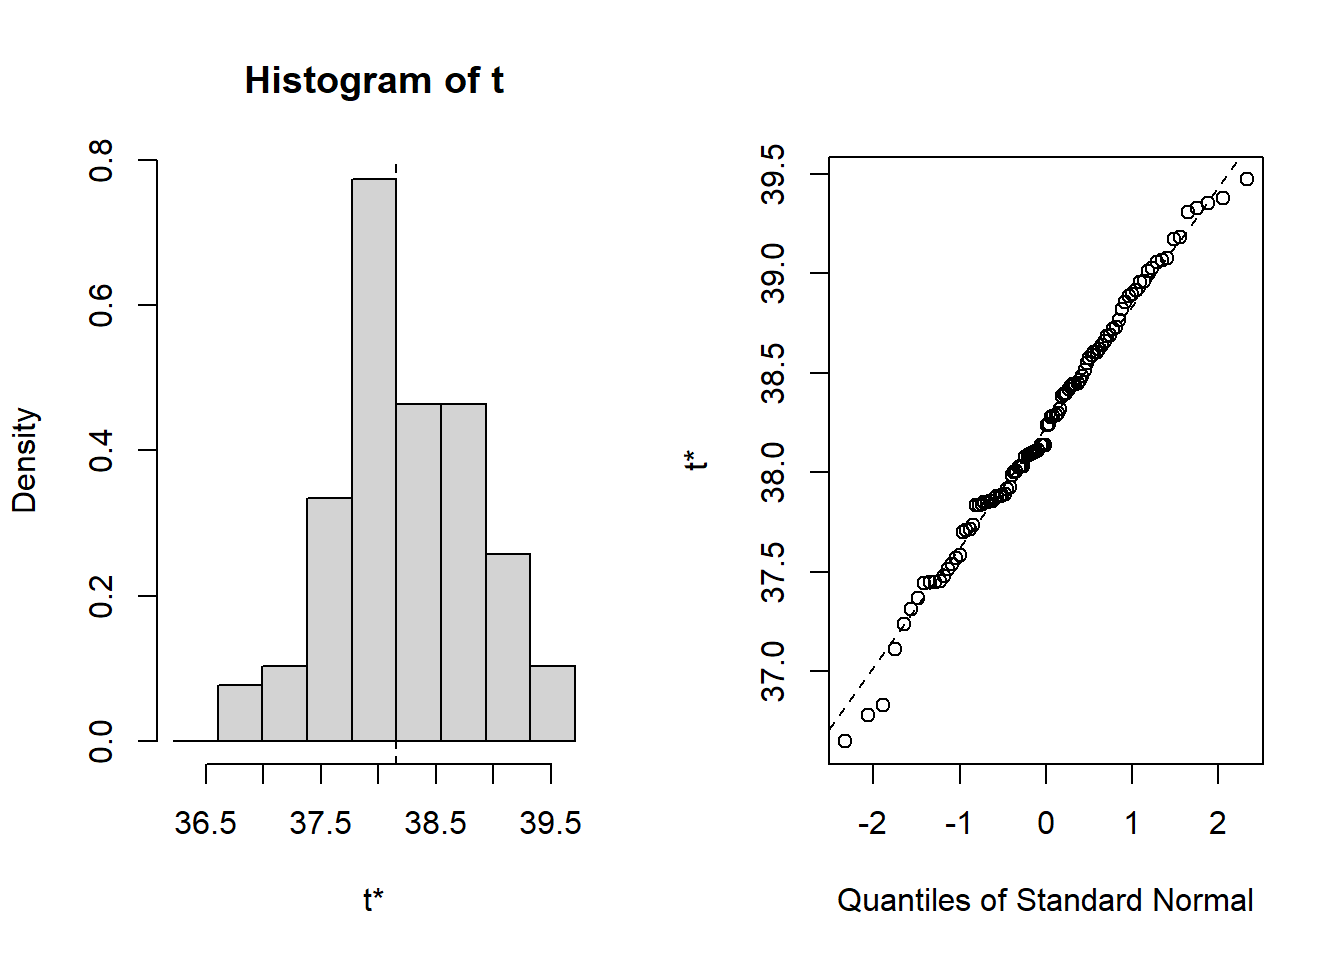 Histogram of t
Density
0.0 0.2 0.4 0.6 0.8
36.5 37.5 38.5 39.5
t*
t*
37.0 37.5 38.0 38.5 39.0 39.5
-2 -1 0 1 2
Quantiles of Standard Normal